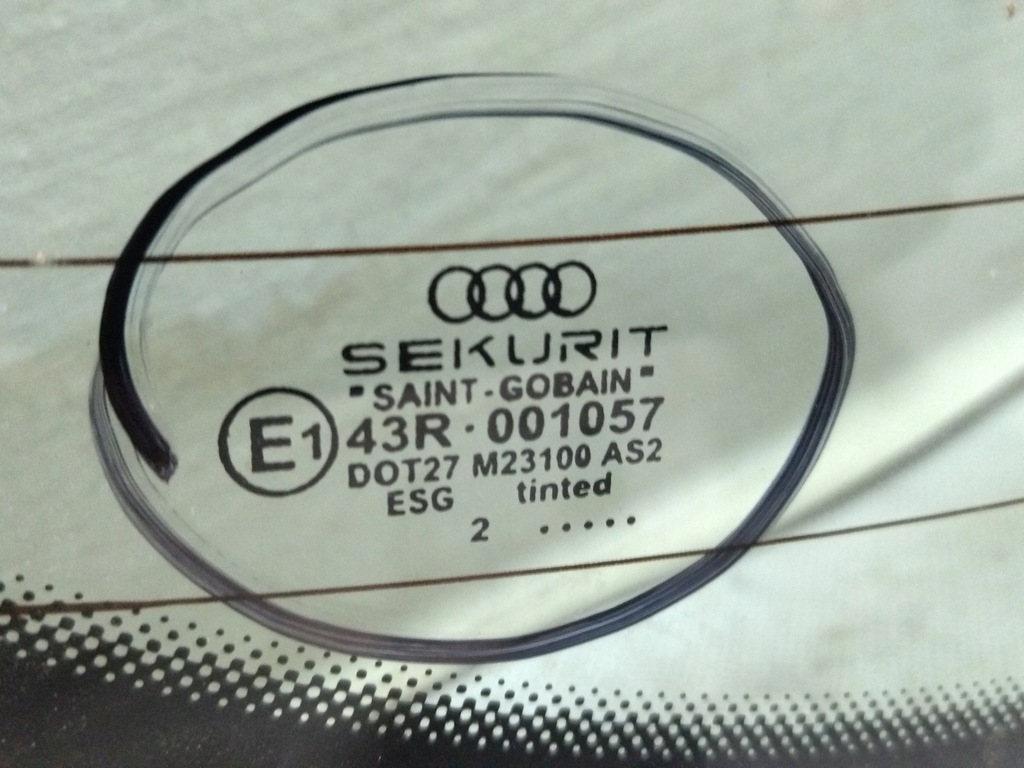 SEKURIT
"SAINT-GOBAIN"
E1 43R·001057
DOT27 M23100 AS2
ESG tinted
2 .....